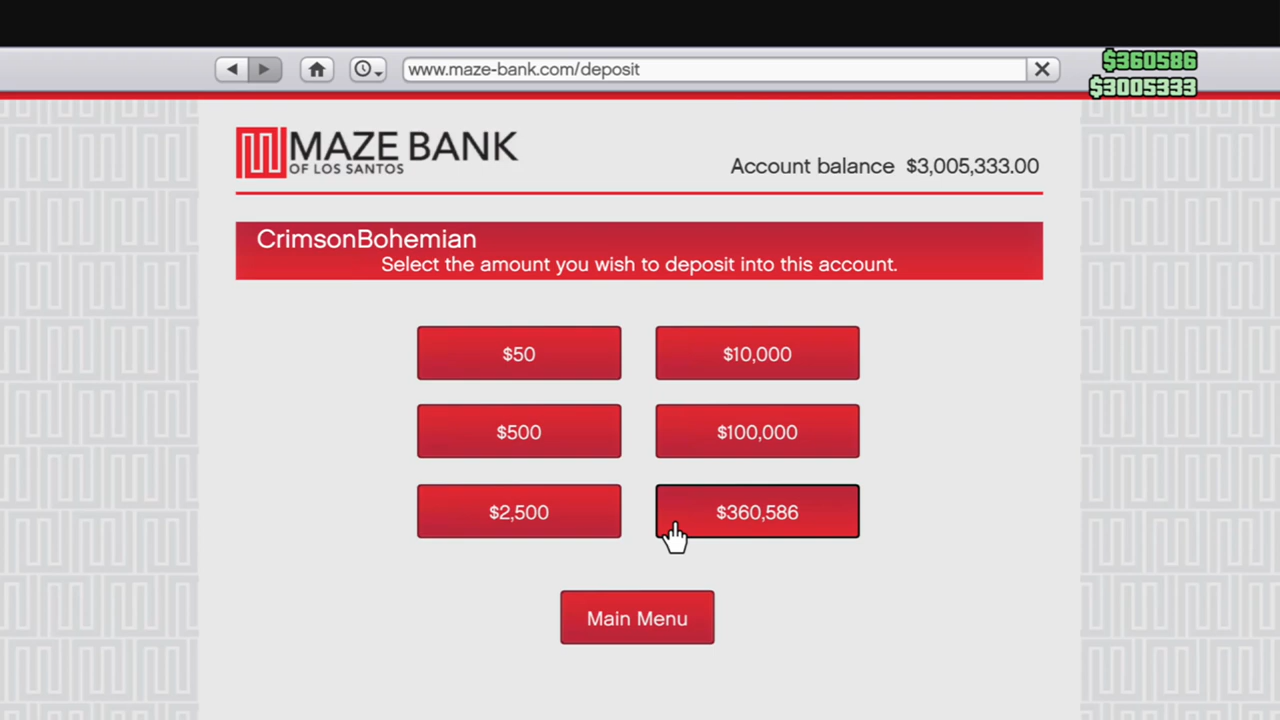 www.maze-bank.com/deposit
$360586
$3005333
MAZE BANK
OF LOS SANTOS
Account balance $3,005,333.00
CrimsonBohemian
Select the amount you wish to deposit into this account.
$50
$10,000
$500
$100,000
$2,500
$360,586
Main Menu